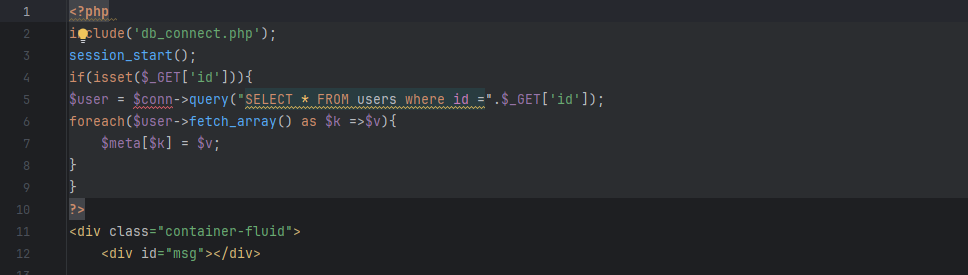 1 <?php
2 include('db_connect.php');
3 session_start();
4 if(isset($_GET['id'])){
5 $user = $conn->query("SELECT * FROM users where id =".$_GET['id']);
6 foreach($user->fetch_array() as $k =>$v){
7     $meta[$k] = $v;
8 }
9 }
10 ?>
11 <div class="container-fluid">
12     <div id="msg"></div>
13